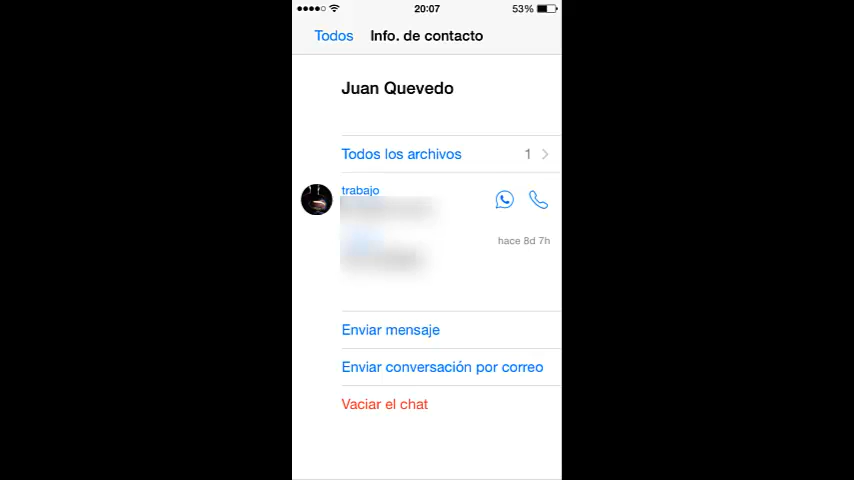 20:07
53%
Todos
Info. de contacto
Juan Quevedo
Todos los archivos
1
trabajo
hace 8d 7h
Enviar mensaje
Enviar conversación por correo
Vaciar el chat